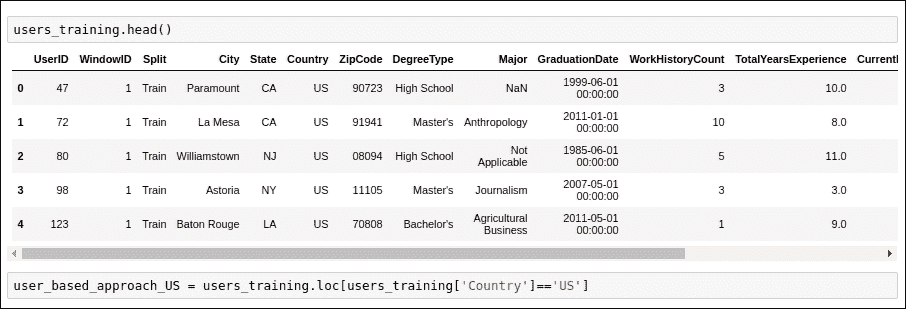 users_training.head()
UserID WindowID Split City State Country ZipCode DegreeType Major GraduationDate WorkHistoryCount TotalYearsExperience
0 47 1 Train Paramount CA US 90723 High School NaN 1999-06-01 00:00:00 3 10.0
1 72 1 Train La Mesa CA US 91941 Master's Anthropology 2011-01-01 00:00:00 10 8.0
2 80 1 Train Williamstown NJ US 08094 High School Not Applicable 1985-06-01 00:00:00 5 11.0
3 98 1 Train Astoria NY US 11105 Master's Journalism 2007-05-01 00:00:00 3 3.0
4 123 1 Train Baton Rouge LA US 70808 Bachelor's Agricultural Business 2011-05-01 00:00:00 1 9.0
user_based_approach_US = users_training.loc[users_training['Country']=='US']